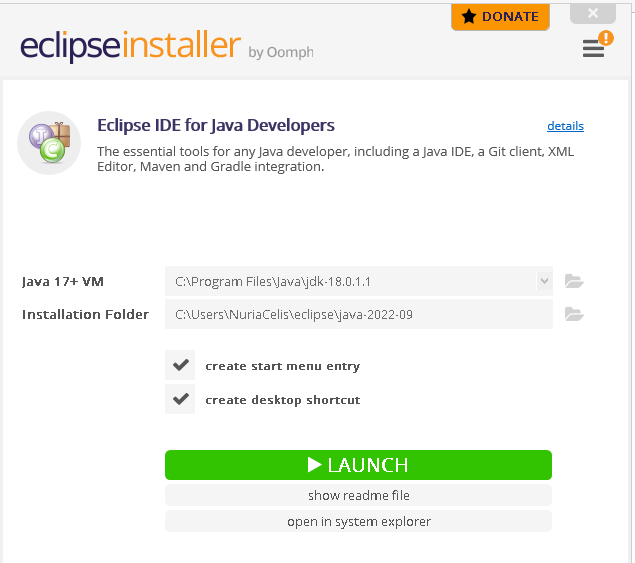 DONATE
eclipseinstaller by Oomph
Eclipse IDE for Java Developers
details
The essential tools for any Java developer, including a Java IDE, a Git client, XML
Editor, Maven and Gradle integration.
Java 17+ VM
C:\Program Files\Java\jdk-18.0.1.1
Installation Folder
C:\Users\NuriaCelis\eclipse\java-2022-09
create start menu entry
create desktop shortcut
LAUNCH
show readme file
open in system explorer